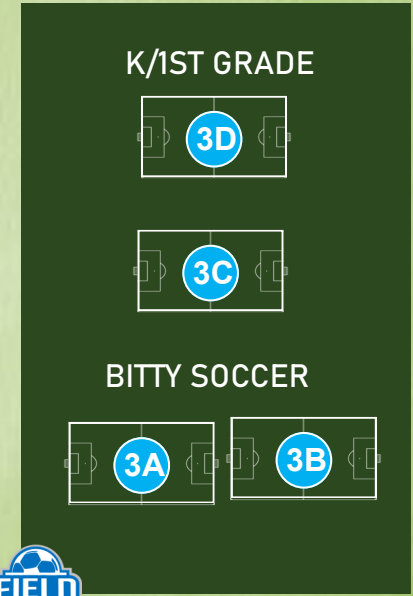 K/1ST GRADE
3D
3C
BITTY SOCCER
3A 3B
FIELD